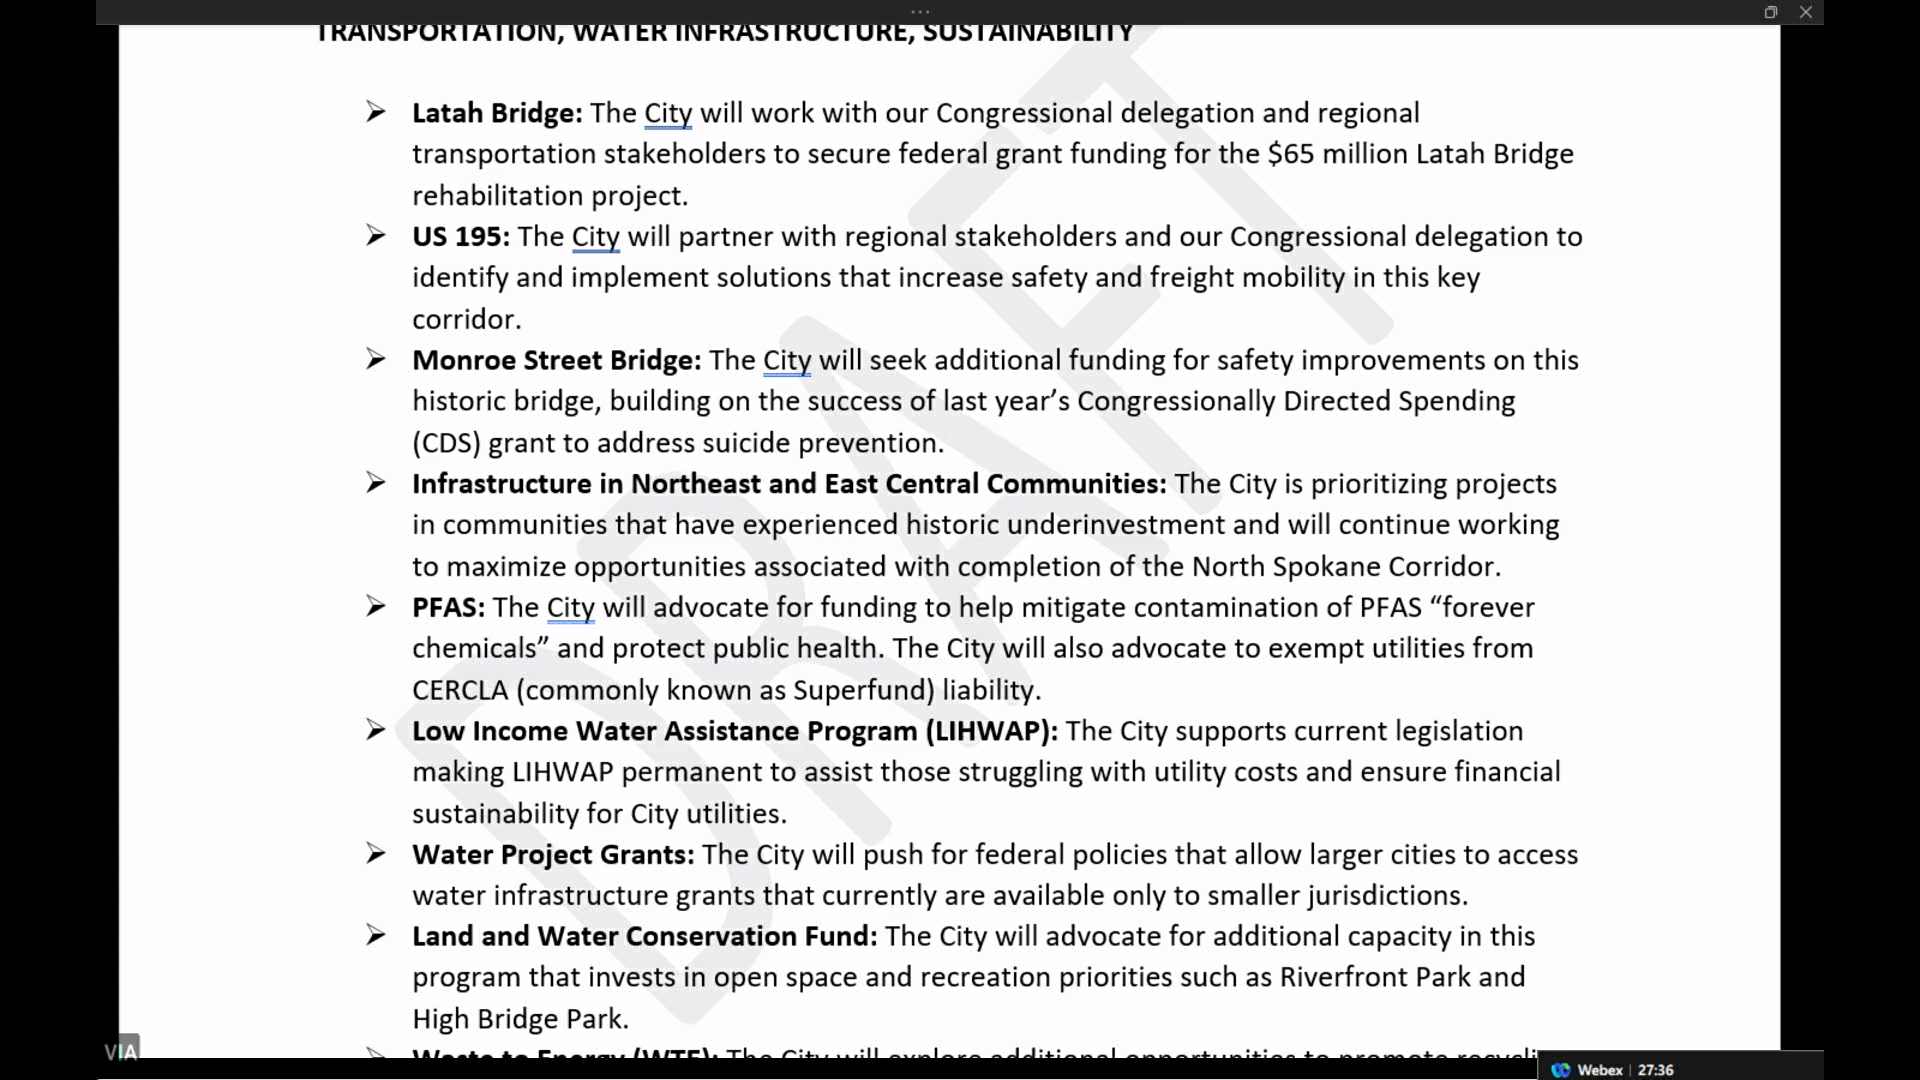 TRANSPORTATION, WATER INFRASTRUCTURE, SUSTAINABILITY
➢ Latah Bridge: The City will work with our Congressional delegation and regional
transportation stakeholders to secure federal grant funding for the $65 million Latah Bridge
rehabilitation project.
➢ US 195: The City will partner with regional stakeholders and our Congressional delegation to
identify and implement solutions that increase safety and freight mobility in this key
corridor.
➢ Monroe Street Bridge: The City will seek additional funding for safety improvements on this
historic bridge, building on the success of last year’s Congressionally Directed Spending
(CDS) grant to address suicide prevention.
➢ Infrastructure in Northeast and East Central Communities: The City is prioritizing projects
in communities that have experienced historic underinvestment and will continue working
to maximize opportunities associated with completion of the North Spokane Corridor.
➢ PFAS: The City will advocate for funding to help mitigate contamination of PFAS “forever
chemicals” and protect public health. The City will also advocate to exempt utilities from
CERCLA (commonly known as Superfund) liability.
➢ Low Income Water Assistance Program (LIHWAP): The City supports current legislation
making LIHWAP permanent to assist those struggling with utility costs and ensure financial
sustainability for City utilities.
➢ Water Project Grants: The City will push for federal policies that allow larger cities to access
water infrastructure grants that currently are available only to smaller jurisdictions.
➢ Land and Water Conservation Fund: The City will advocate for additional capacity in this
program that invests in open space and recreation priorities such as Riverfront Park and
High Bridge Park.
➢ Waste to Energy (WTE): The City will explore additional opportunities to promote
DRAFT
VIA
Webex | 27:36